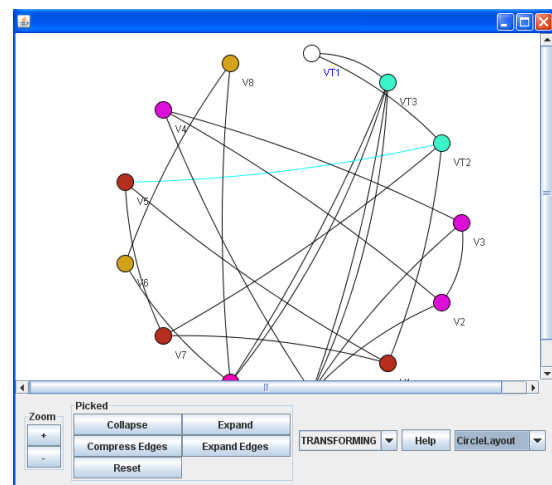 VT1
V8
VT3
V4
VT2
V5
V3
V6
V2
V7
Picked
Zoom
+
-
Collapse
Expand
Compress Edges
Expand Edges
Reset
TRANSFORMING
Help
CircleLayout